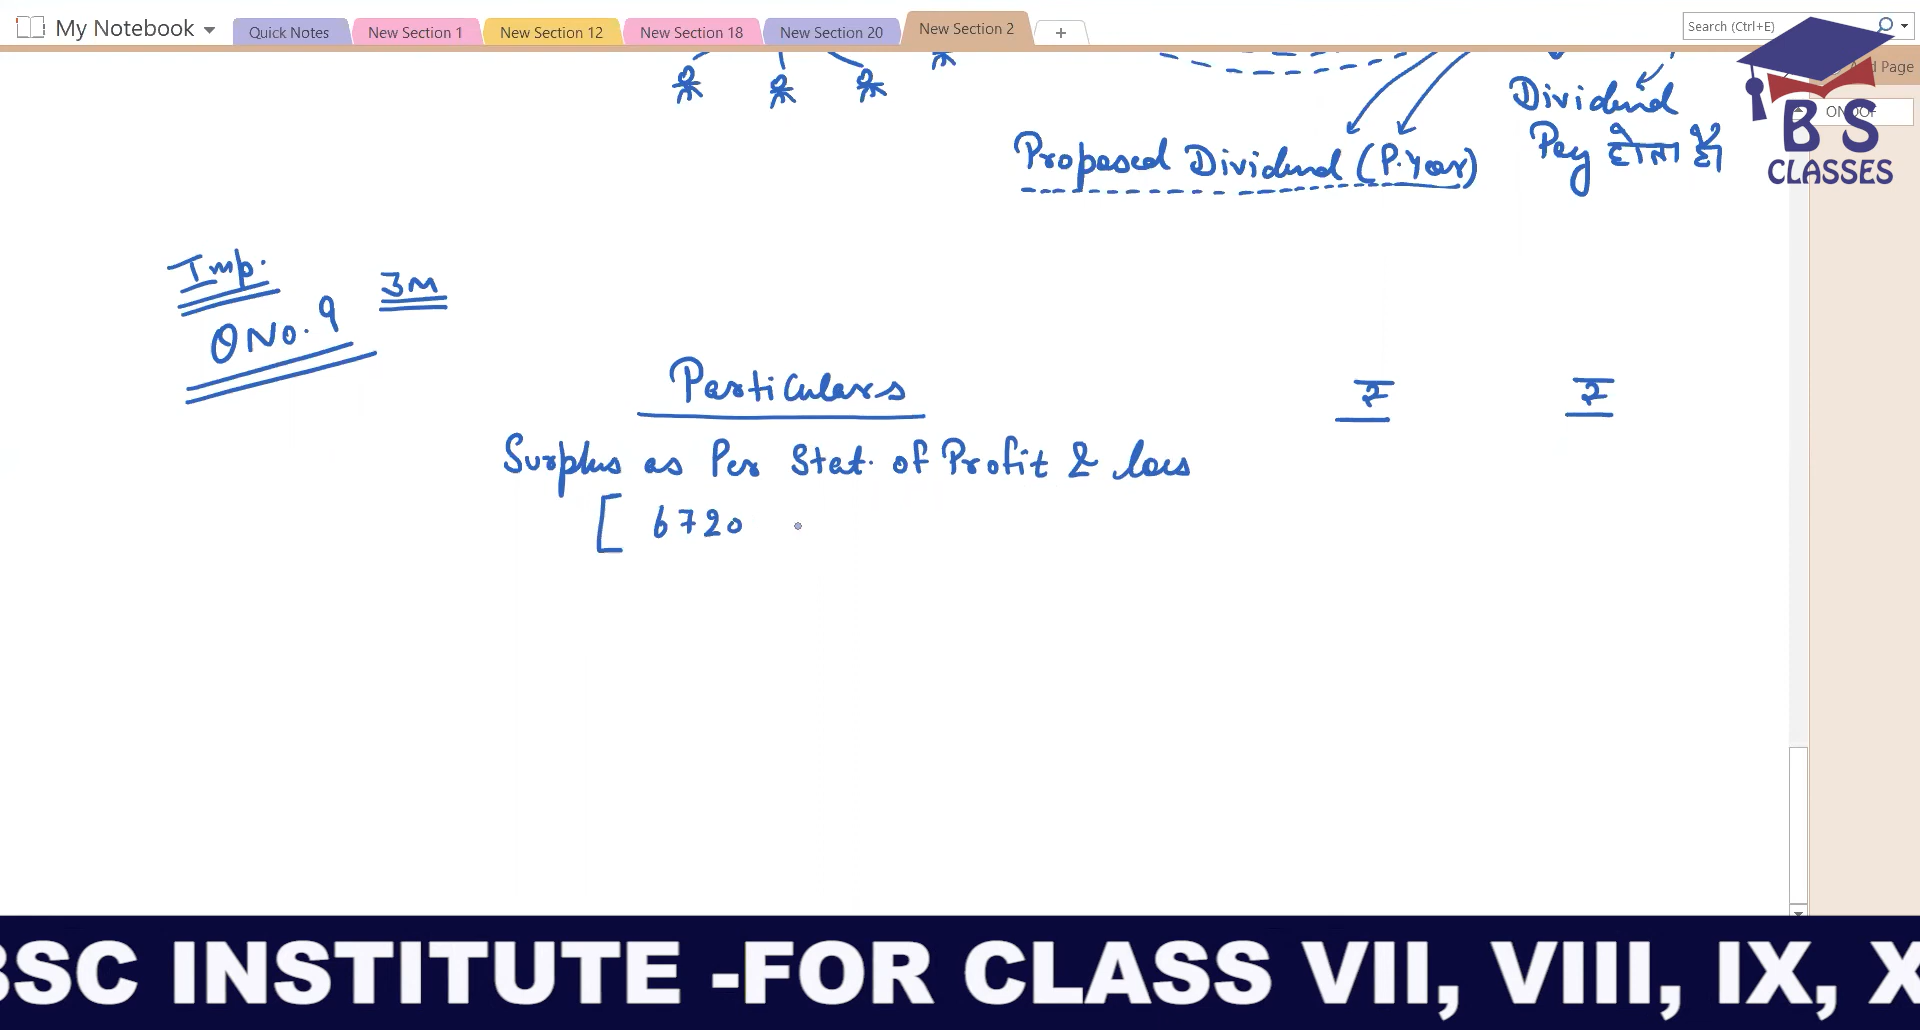 My Notebook
Quick Notes
New Section 1
New Section 12
New Section 18
New Section 20
New Section 2
+
Search (Ctrl+E)
d Page
BS
CLASSES
Dividend
Pay होता है
Proposed Dividend (P.Year)
Imp.
QNo. 9
3M
Particulars
₹
₹
Surplus as Per Stat. of Profit & loss
[ 6720
BSC INSTITUTE -FOR CLASS VII, VIII, IX, X